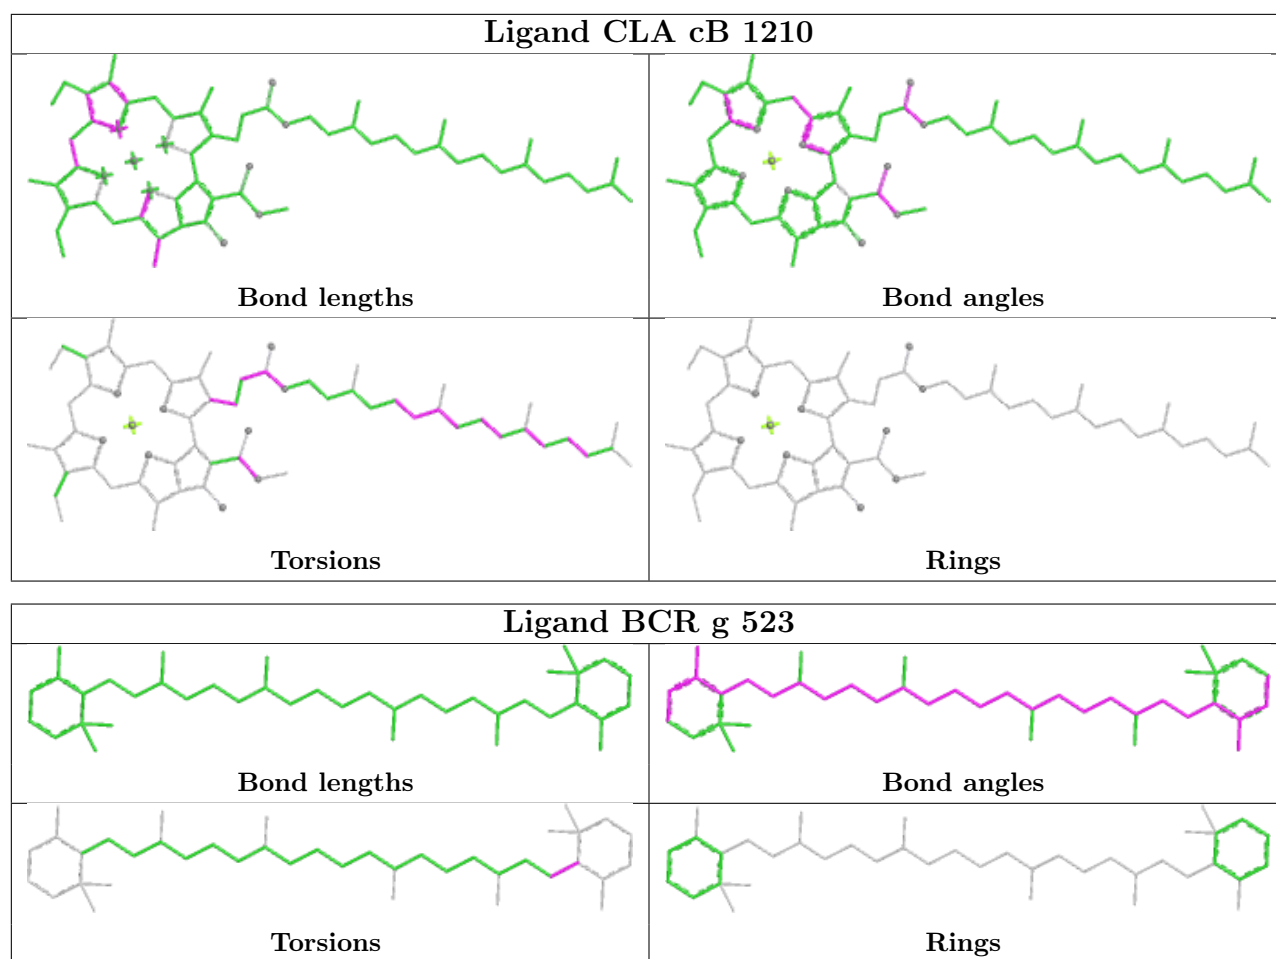 Ligand CLA cB 1210
Bond lengths
Bond angles
Torsions
Rings
Ligand BCR g 523
Bond lengths
Bond angles
Torsions
Rings